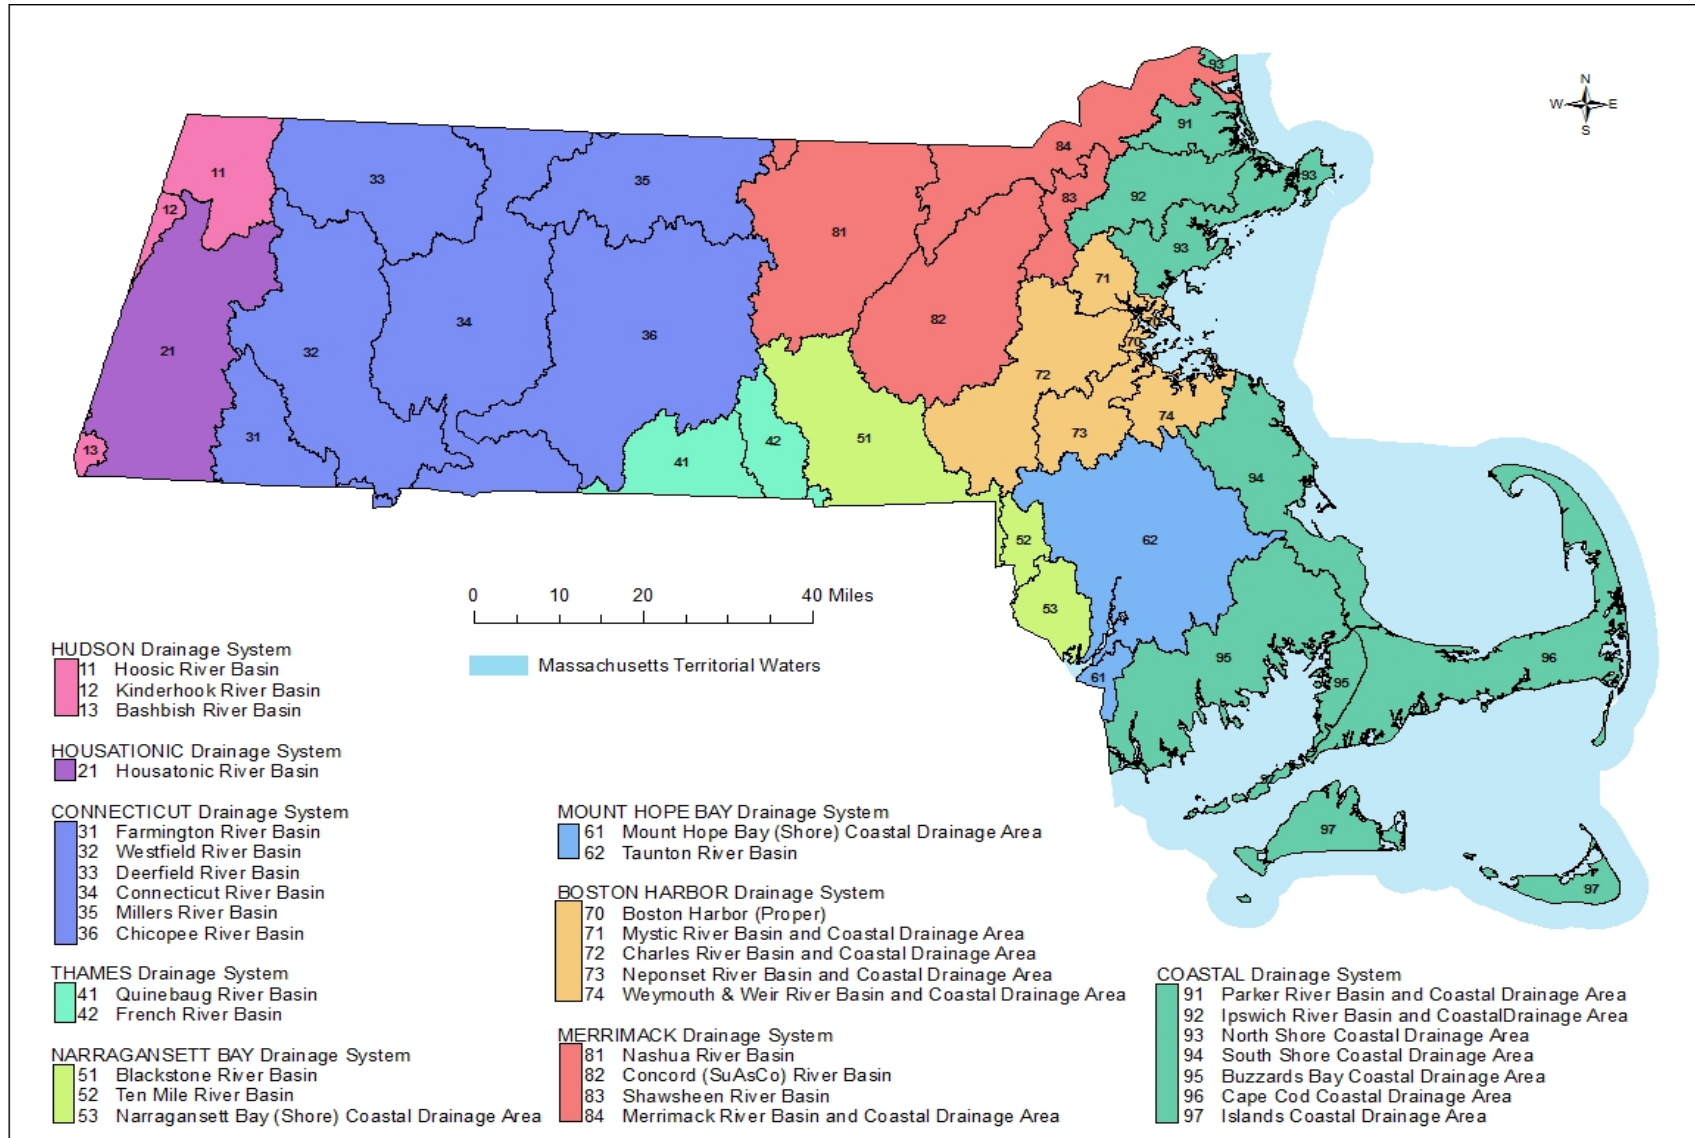 93
N
W E
S
91
84
33
35
11
93
83
92
12
81
93
71
34
82
70
36
70
21
32
72
74
31
73
51
42
13
41
94
52
62
0 10 20 40 Miles
53
95
96
61
95
97
97
Massachusetts Territorial Waters
HUDSON Drainage System
11 Hoosic River Basin
12 Kinderhook River Basin
13 Bashbish River Basin
HOUSATIONIC Drainage System
21 Housatonic River Basin
CONNECTICUT Drainage System
31 Farmington River Basin
32 Westfield River Basin
33 Deerfield River Basin
34 Connecticut River Basin
35 Millers River Basin
36 Chicopee River Basin
THAMES Drainage System
41 Quinebaug River Basin
42 French River Basin
NARRAGANSETT BAY Drainage System
51 Blackstone River Basin
52 Ten Mile River Basin
53 Narragansett Bay (Shore) Coastal Drainage Area
MOUNT HOPE BAY Drainage System
61 Mount Hope Bay (Shore) Coastal Drainage Area
62 Taunton River Basin
BOSTON HARBOR Drainage System
70 Boston Harbor (Proper)
71 Mystic River Basin and Coastal Drainage Area
72 Charles River Basin and Coastal Drainage Area
73 Neponset River Basin and Coastal Drainage Area
74 Weymouth & Weir River Basin and Coastal Drainage Area
MERRIMACK Drainage System
81 Nashua River Basin
82 Concord (SuAsCo) River Basin
83 Shawsheen River Basin
84 Merrimack River Basin and Coastal Drainage Area
COASTAL Drainage System
91 Parker River Basin and Coastal Drainage Area
92 Ipswich River Basin and CoastalDrainage Area
93 North Shore Coastal Drainage Area
94 South Shore Coastal Drainage Area
95 Buzzards Bay Coastal Drainage Area
96 Cape Cod Coastal Drainage Area
97 Islands Coastal Drainage Area